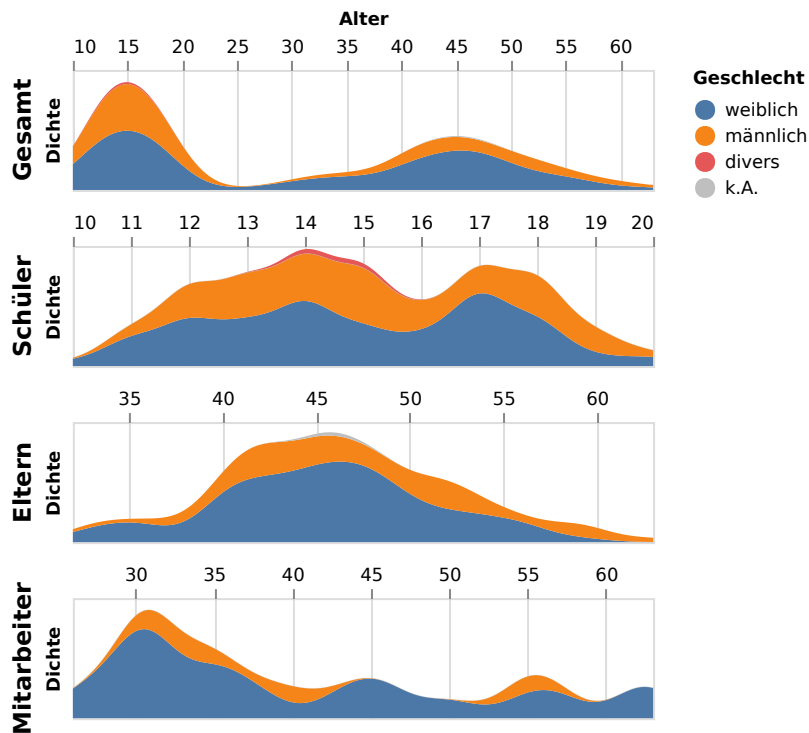 Alter
10 15 20 25 30 35 40 45 50 55 60
Gesamt
Dichte
Geschlecht
weiblich
männlich
divers
k.A.
10 11 12 13 14 15 16 17 18 19 20
Schüler
Dichte
35 40 45 50 55 60
Eltern
Dichte
30 35 40 45 50 55 60
Mitarbeiter
Dichte